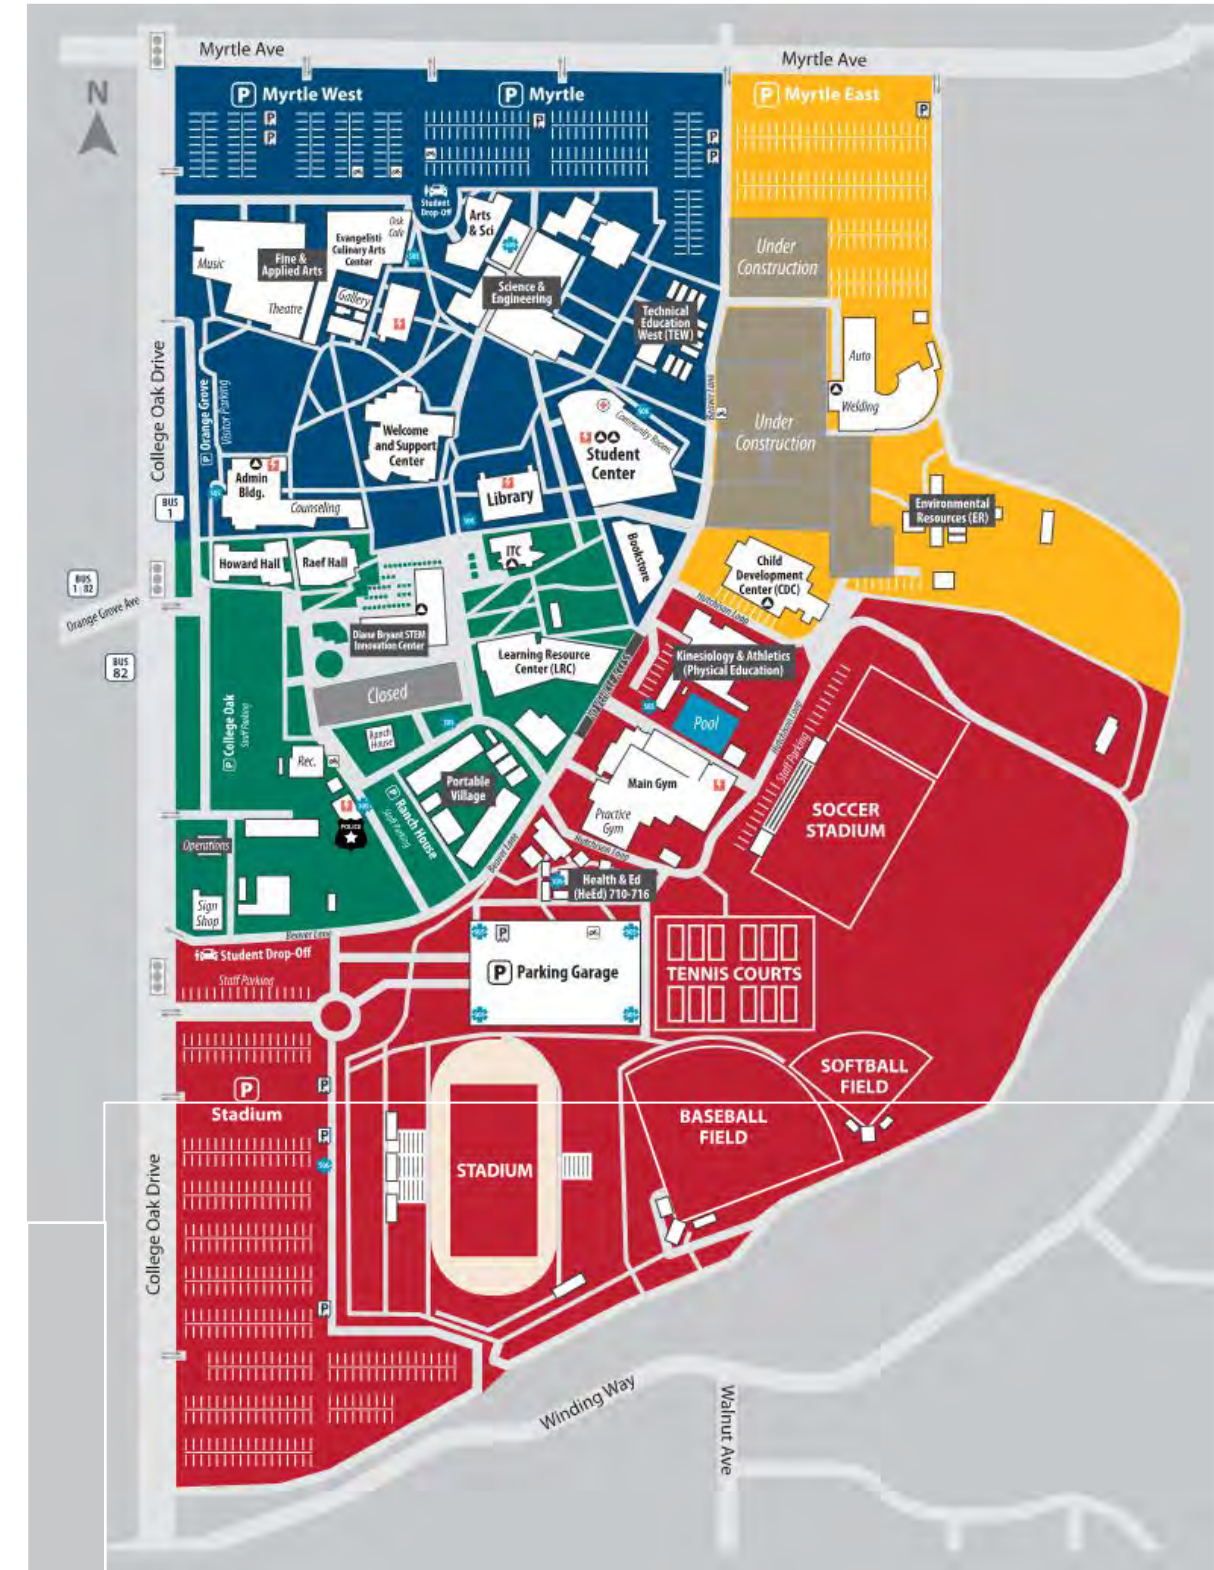 Myrtle Ave
Myrtle Ave
N
P Myrtle West
P Myrtle
P Myrtle East
P
P
P
P
P
P
Student
Drop-Off
Arts
& Sci
Oak
Cafe
Evangelisti
Culinary Arts
Center
Music
Fine &
Applied Arts
Theatre
Gallery
Science &
Engineering
Technical
Education
West (TEW)
Under
Construction
Auto
Welding
College Oak Drive
P Orange Grove
Visitor Parking
Beaver Lane
Under
Construction
Welcome
and Support
Center
Community Rooms
Student
Center
Admin
Bldg.
Counseling
Library
BUS
1
Environmental
Resources (ER)
Howard Hall
Raef Hall
ITC
Bookstore
Child
Development
Center (CDC)
BUS
1 82
Orange Grove Ave
Hutchison Loop
Diane Bryant STEM
Innovation Center
BUS
82
Learning Resource
Center (LRC)
Kinesiology & Athletics
(Physical Education)
Closed
Pool
Hutchison Loop
Staff Parking
P College Oak
Staff Parking
Ranch
House
Rec.
P Ranch House
Staff Parking
Portable
Village
Main Gym
Practice
Gym
SOCCER
STADIUM
POLICE
Operations
Beaver Lane
Hutchison Loop
Health & Ed
(HeEd) 710-716
Sign
Shop
Beaver Lane
Student Drop-Off
Staff Parking
P
P Parking Garage
TENNIS COURTS
P
Stadium
P
P
P
SOFTBALL
FIELD
BASEBALL
FIELD
STADIUM
College Oak Drive
Winding Way
Walnut Ave